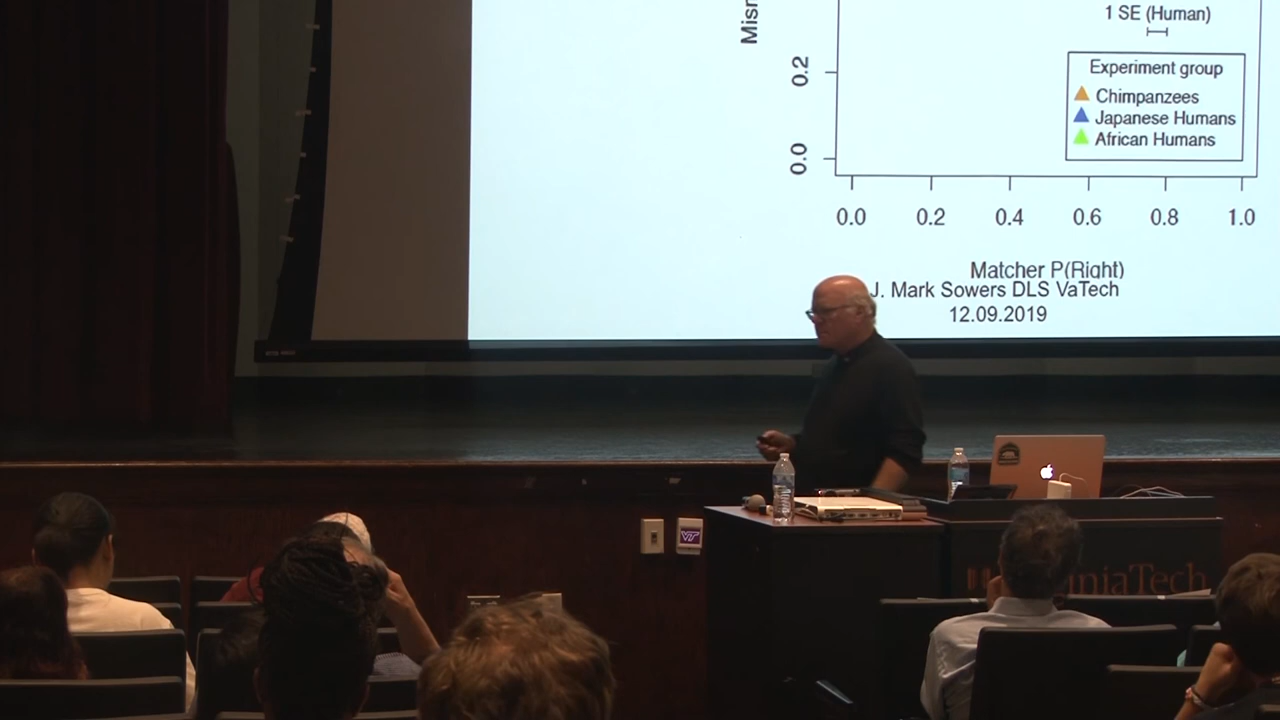 1 SE (Human)
Experiment group
Chimpanzees
Japanese Humans
African Humans
0.2
0.0
0.0 0.2 0.4 0.6 0.8 1.0
Matcher P(Right)
J. Mark Sowers DLS VaTech
12.09.2019
VT